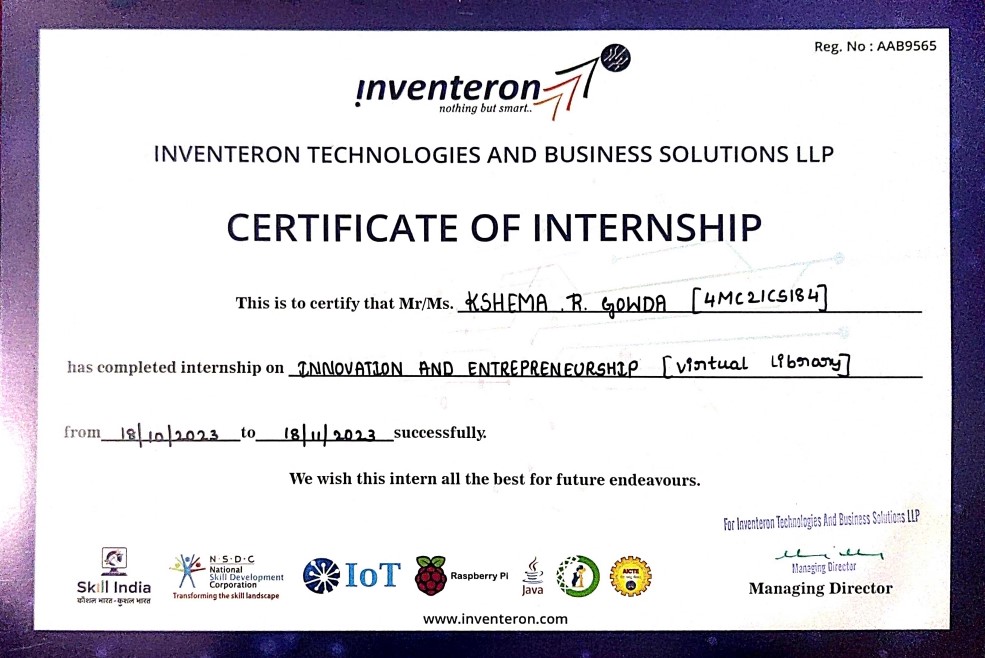 Reg. No : AAB9565
inventeron
nothing but smart..
INVENTERON TECHNOLOGIES AND BUSINESS SOLUTIONS LLP
CERTIFICATE OF INTERNSHIP
This is to certify that Mr/Ms. KSHEMA .R. GOWDA [4MC21CS184]
has completed internship on INNOVATION AND ENTREPRENEURSHIP [virtual library]
from 18/10/2023 to 18/11/2023 successfully.
We wish this intern all the best for future endeavours.
For Inventeron Technologies And Business Solutions LLP
Managing Director
Managing Director
Skill India
कौशल भारत - कुशल भारत
N·S·D·C
National
Skill Development
Corporation
Transforming the skill landscape
IoT
Raspberry Pi
Java
AICTE
www.inventeron.com